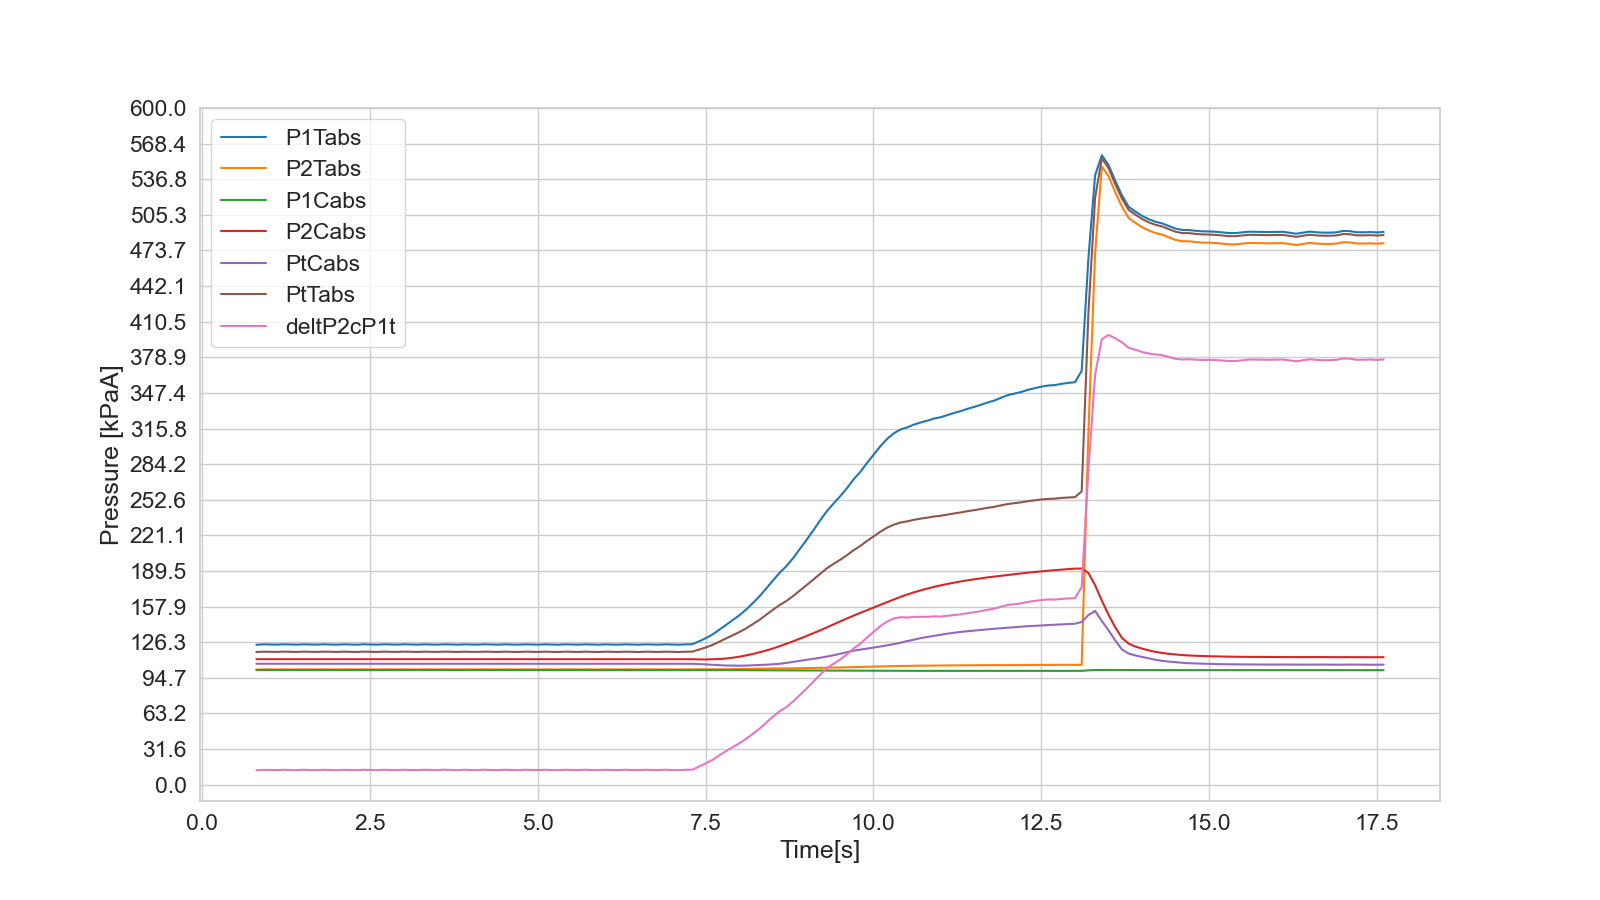 600.0
568.4
536.8
505.3
473.7
442.1
410.5
378.9
347.4
315.8
284.2
252.6
221.1
189.5
157.9
126.3
94.7
63.2
31.6
0.0
Pressure [kPaA]
P1Tabs
P2Tabs
P1Cabs
P2Cabs
PtCabs
PtTabs
deltP2cP1t
0.0 2.5 5.0 7.5 10.0 12.5 15.0 17.5
Time[s]